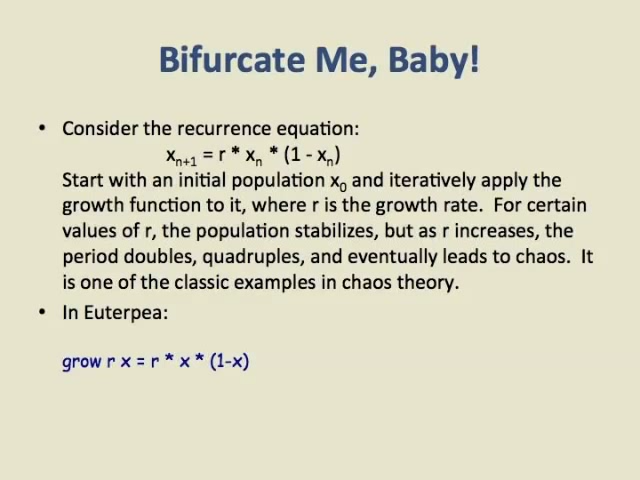 Bifurcate Me, Baby!
• Consider the recurrence equation:
xₙ₊₁ = r * xₙ * (1 - xₙ)
Start with an initial population x₀ and iteratively apply the
growth function to it, where r is the growth rate.  For certain
values of r, the population stabilizes, but as r increases, the
period doubles, quadruples, and eventually leads to chaos.  It
is one of the classic examples in chaos theory.
• In Euterpea:
grow r x = r * x * (1-x)